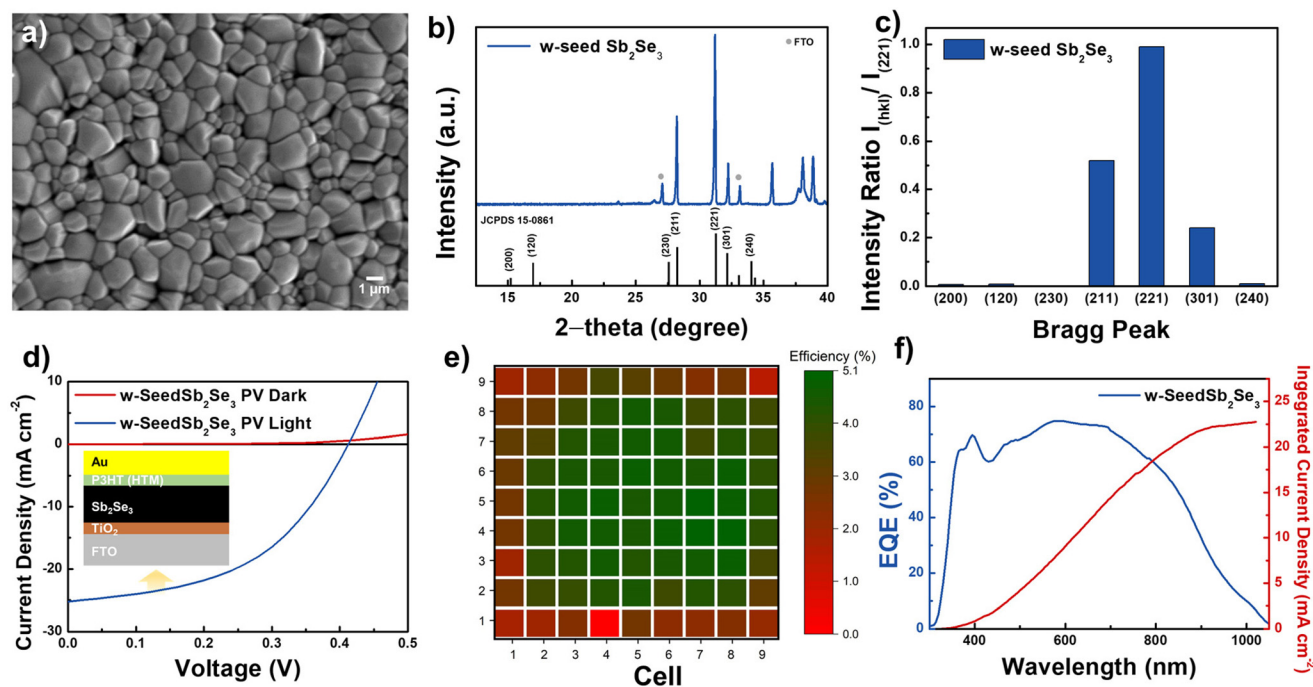 a)
1 μm
b)
w-seed Sb₂Se₃
FTO
JCPDS 15-0861
(200)
(120)
(230)
(211)
(221)
(301)
(240)
Intensity (a.u.)
15 20 25 30 35 40
2–theta (degree)
c)
w-seed Sb₂Se₃
Intensity Ratio I(hkl)/ I(221)
1.0
0.8
0.6
0.4
0.2
0.0
(200) (120) (230) (211) (221) (301) (240)
Bragg Peak
d)
w-SeedSb₂Se₃ PV Dark
w-SeedSb₂Se₃ PV Light
Au
P3HT (HTM)
Sb₂Se₃
TiO₂
FTO
Current Density (mA cm⁻²)
10
0
-10
-20
-30
0.0 0.1 0.2 0.3 0.4 0.5
Voltage (V)
e)
Efficiency (%)
5.1
4.0
3.0
2.0
1.0
0.0
9
8
7
6
5
4
3
2
1
1 2 3 4 5 6 7 8 9
Cell
f)
w-SeedSb₂Se₃
EQE (%)
80
60
40
20
0
25
20
15
10
5
0
Ingegrated Current Density (mA cm⁻²)
400 600 800 1000
Wavelength (nm)